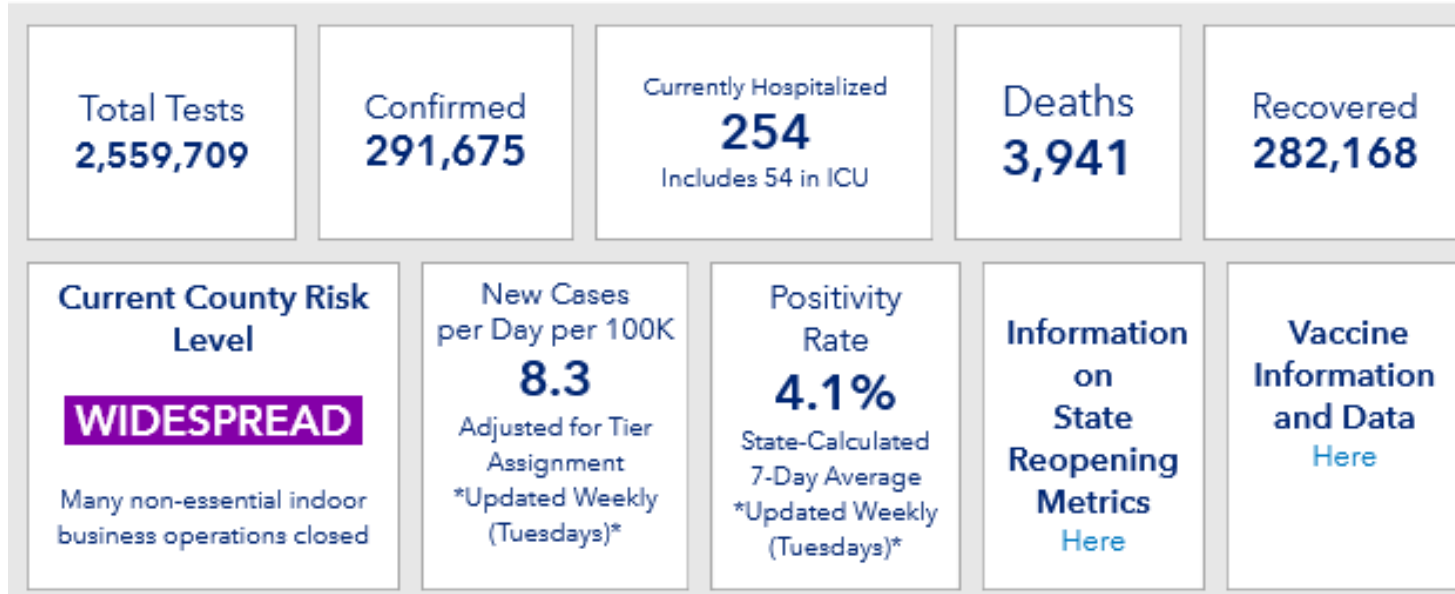 Total Tests
2,559,709
Confirmed
291,675
Currently Hospitalized
254
Includes 54 in ICU
Deaths
3,941
Recovered
282,168
Current County Risk
Level
WIDESPREAD
Many non-essential indoor
business operations closed
New Cases
per Day per 100K
8.3
Adjusted for Tier
Assignment
*Updated Weekly
(Tuesdays)*
Positivity
Rate
4.1%
State-Calculated
7-Day Average
*Updated Weekly
(Tuesdays)*
Information
on
State
Reopening
Metrics
Here
Vaccine
Information
and Data
Here